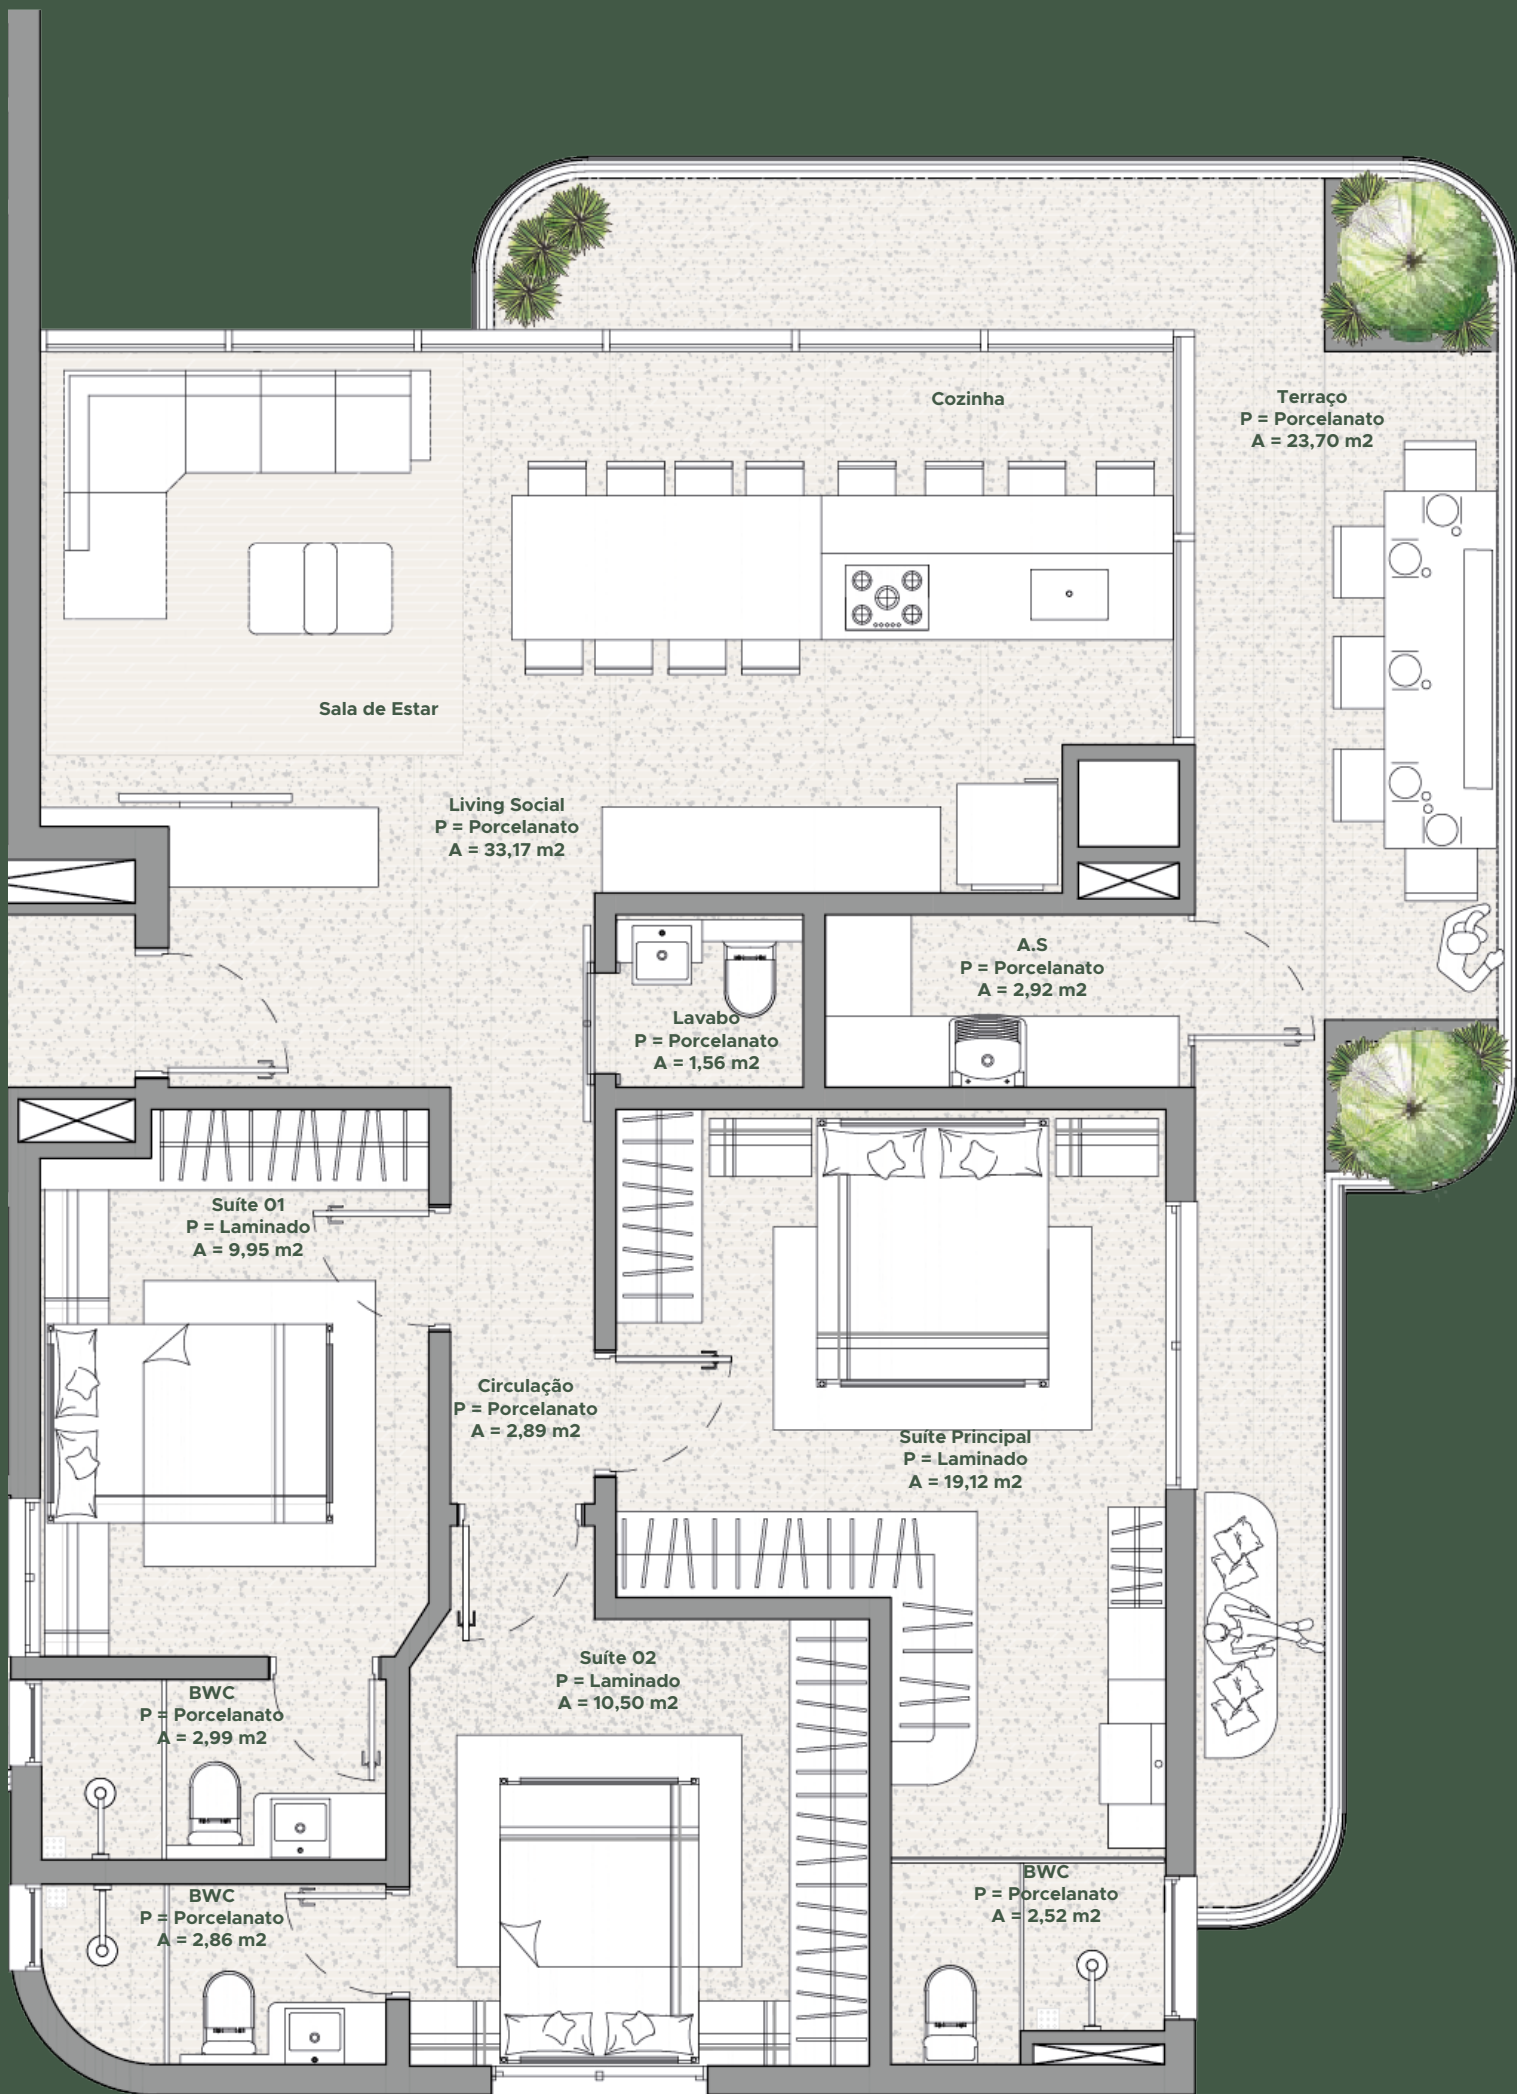 Cozinha
Terraço
P = Porcelanato
A = 23,70 m2
Sala de Estar
Living Social
P = Porcelanato
A = 33,17 m2
A.S
P = Porcelanato
A = 2,92 m2
Lavabo
P = Porcelanato
A = 1,56 m2
Suíte 01
P = Laminado
A = 9,95 m2
Circulação
P = Porcelanato
A = 2,89 m2
Suíte Principal
P = Laminado
A = 19,12 m2
Suíte 02
P = Laminado
A = 10,50 m2
BWC
P = Porcelanato
A = 2,99 m2
BWC
P = Porcelanato
A = 2,52 m2
BWC
P = Porcelanato
A = 2,86 m2